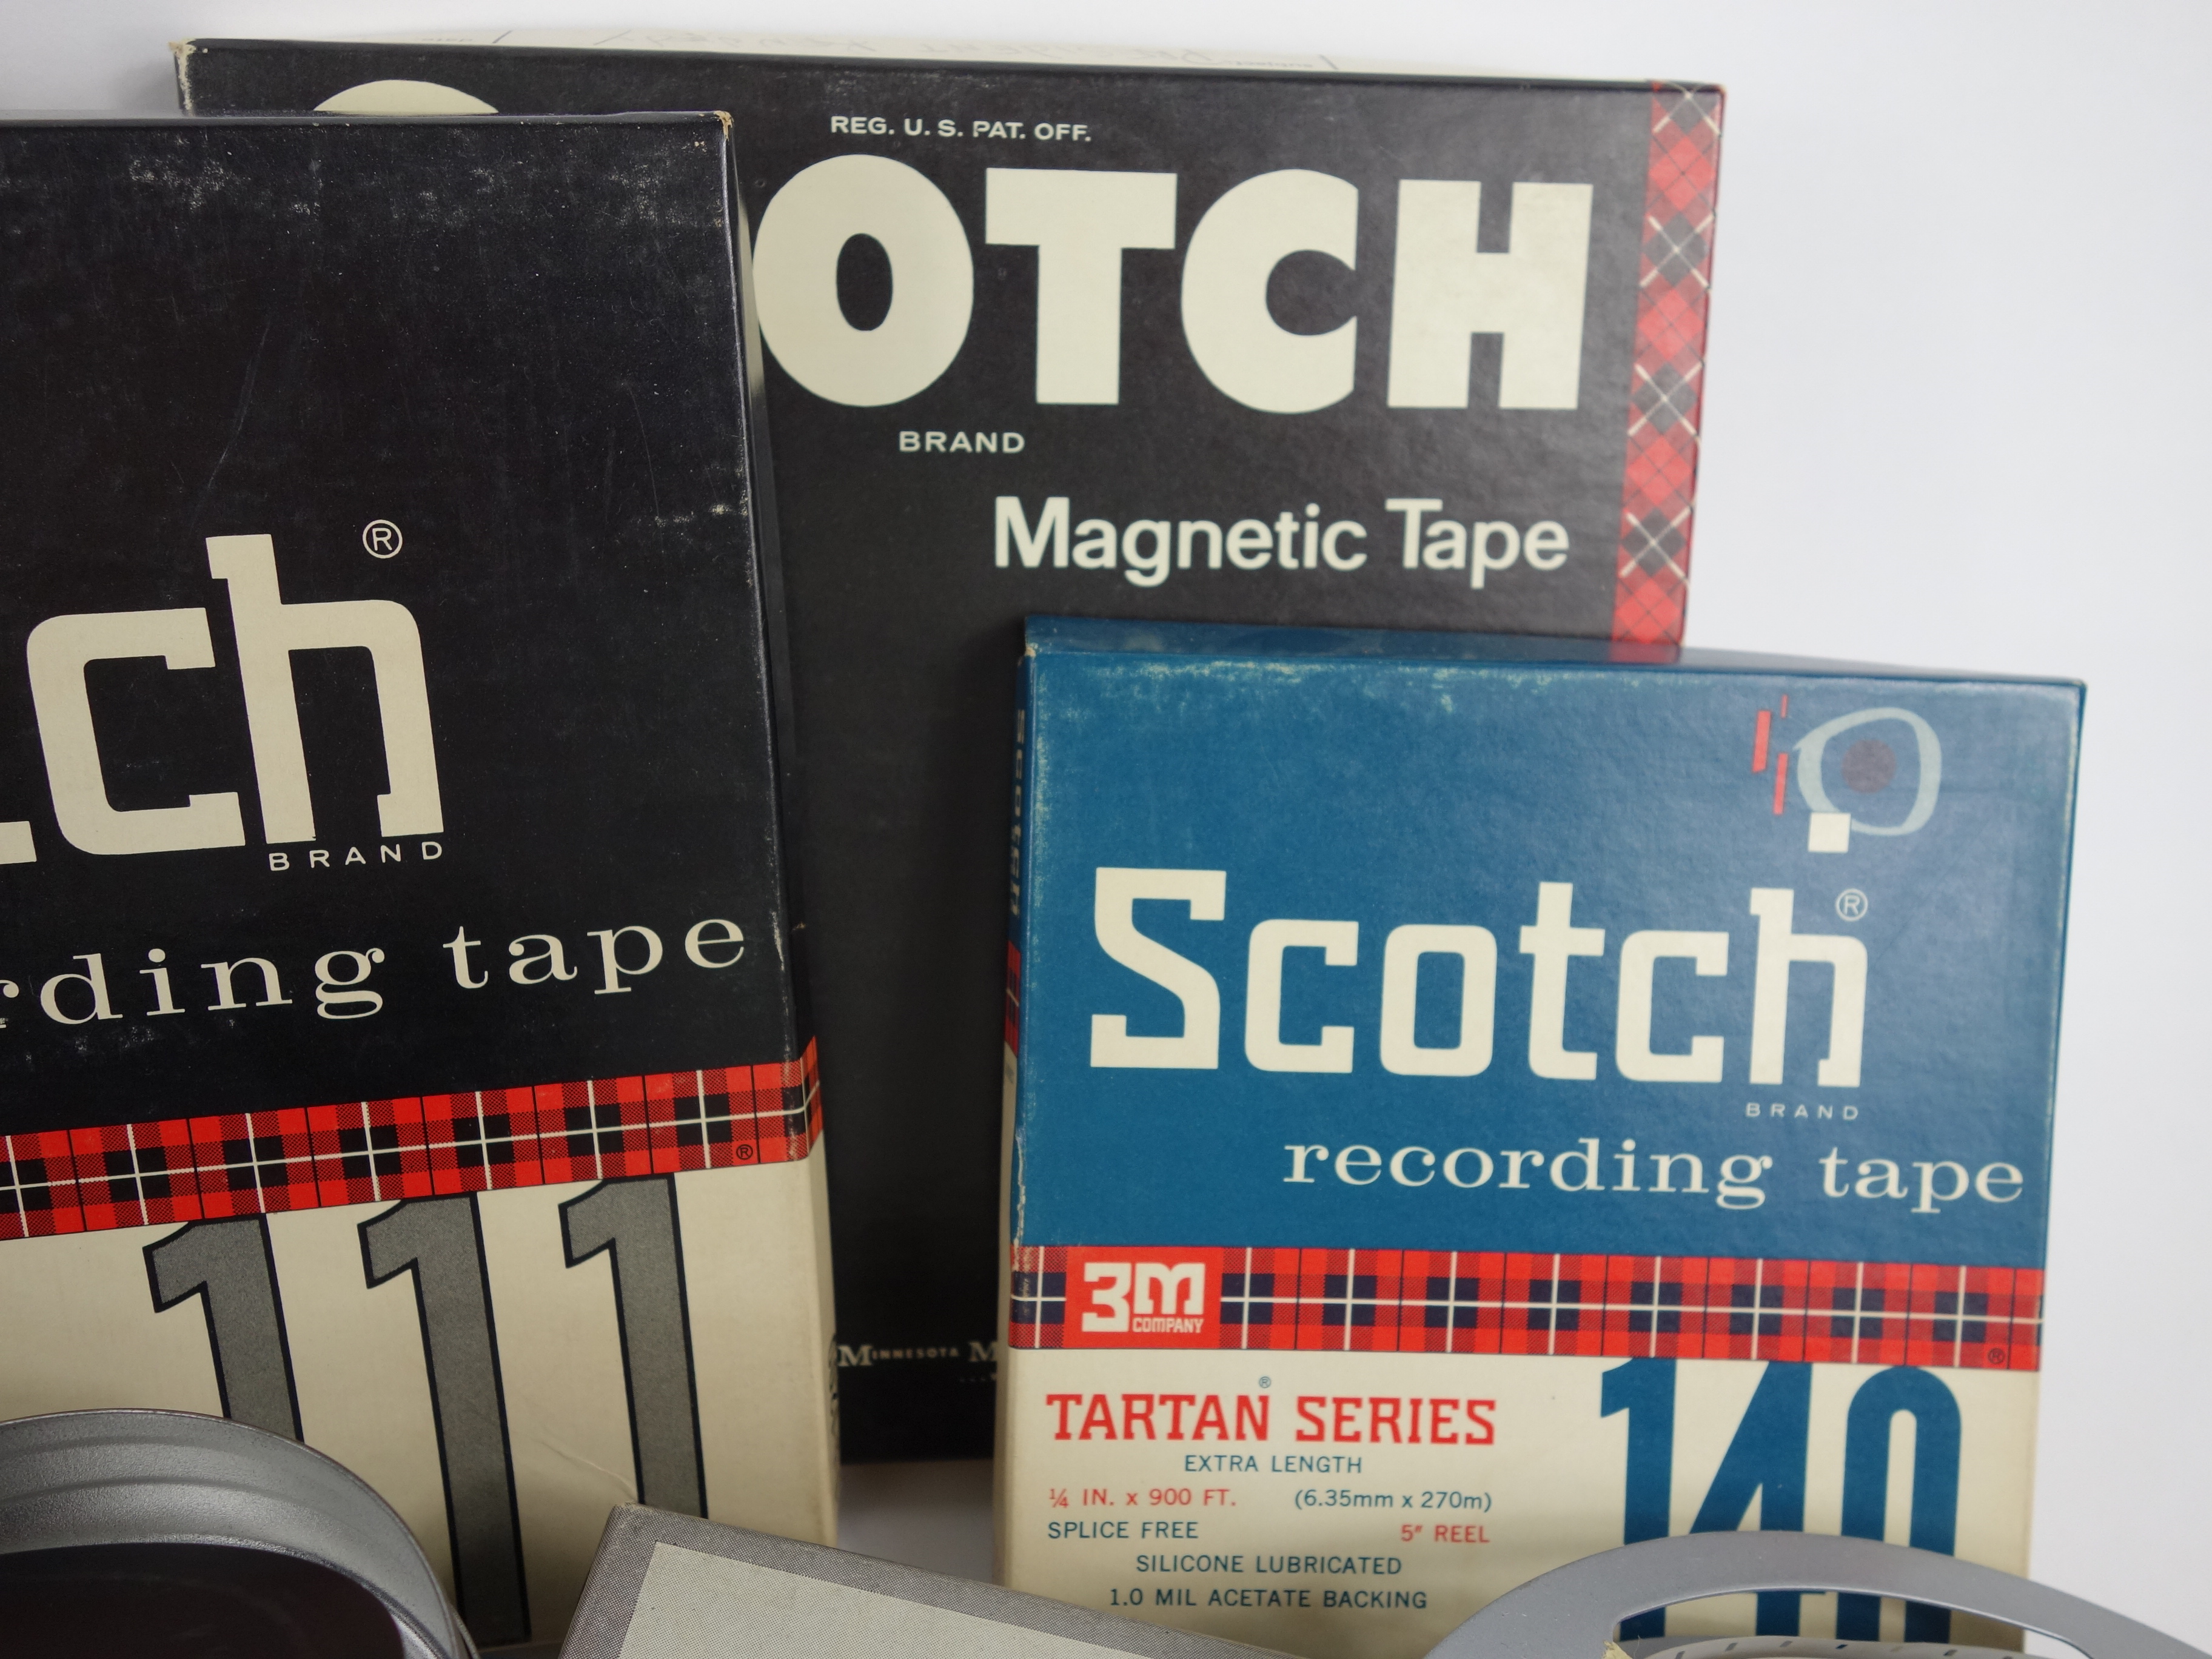 REG. U. S. PAT. OFF.
OTCH
BRAND
Magnetic Tape
MINNESOTA M
ch®
BRAND
rding tape
®
111
Scotch®
BRAND
recording tape
3M
COMPANY
®
TARTAN® SERIES
EXTRA LENGTH
¼ IN. x 900 FT. (6.35mm x 270m)
SPLICE FREE 5" REEL
SILICONE LUBRICATED
1.0 MIL ACETATE BACKING
140